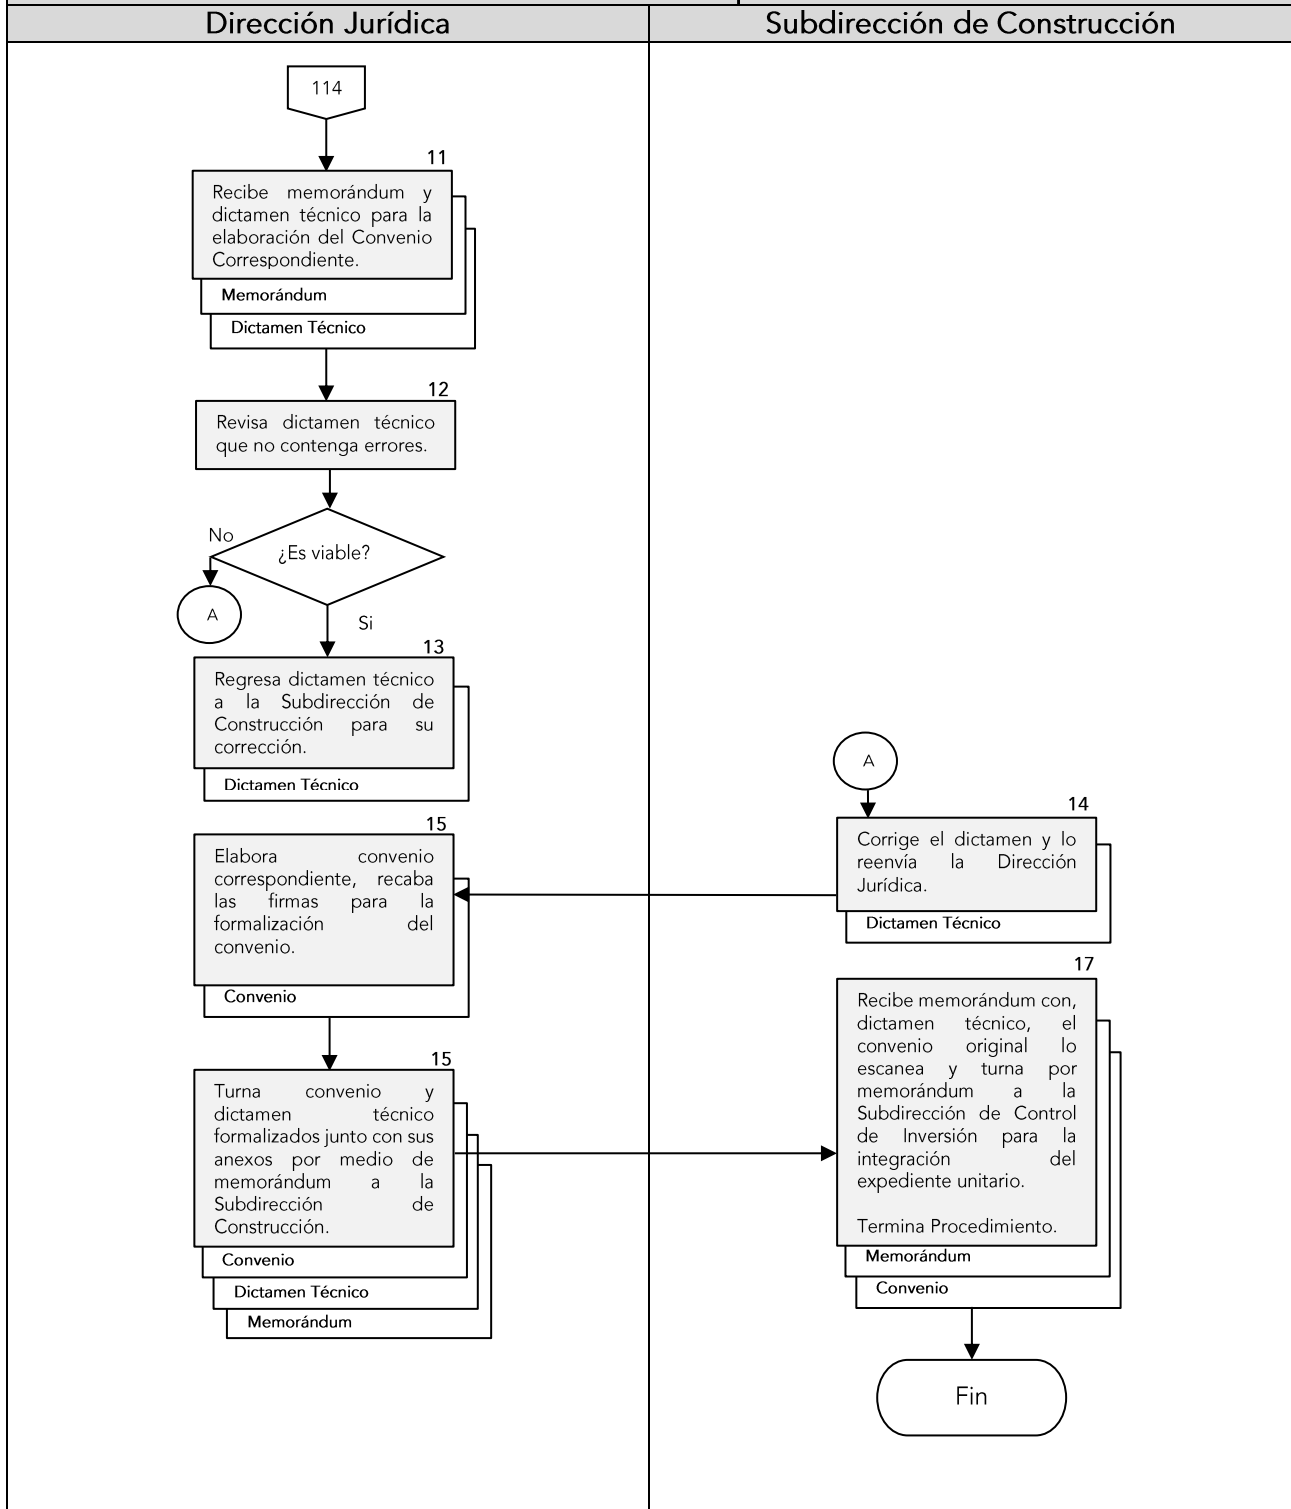 Dirección Jurídica
Subdirección de Construcción
114
11
Recibe memorándum y
dictamen técnico para la
elaboración del Convenio
Correspondiente.
Memorándum
Dictamen Técnico
12
Revisa dictamen técnico
que no contenga errores.
No
¿Es viable?
A
Si
13
Regresa dictamen técnico
a la Subdirección de
Construcción para su
corrección.
Dictamen Técnico
A
14
Corrige el dictamen y lo
reenvía la Dirección
Jurídica.
Dictamen Técnico
15
Elabora convenio
correspondiente, recaba
las firmas para la
formalización del
convenio.
Convenio
15
Turna convenio y
dictamen técnico
formalizados junto con sus
anexos por medio de
memorándum a la
Subdirección de
Construcción.
Convenio
Dictamen Técnico
Memorándum
17
Recibe memorándum con,
dictamen técnico, el
convenio original lo
escanea y turna por
memorándum a la
Subdirección de Control
de Inversión para la
integración del
expediente unitario.
Termina Procedimiento.
Memorándum
Convenio
Fin